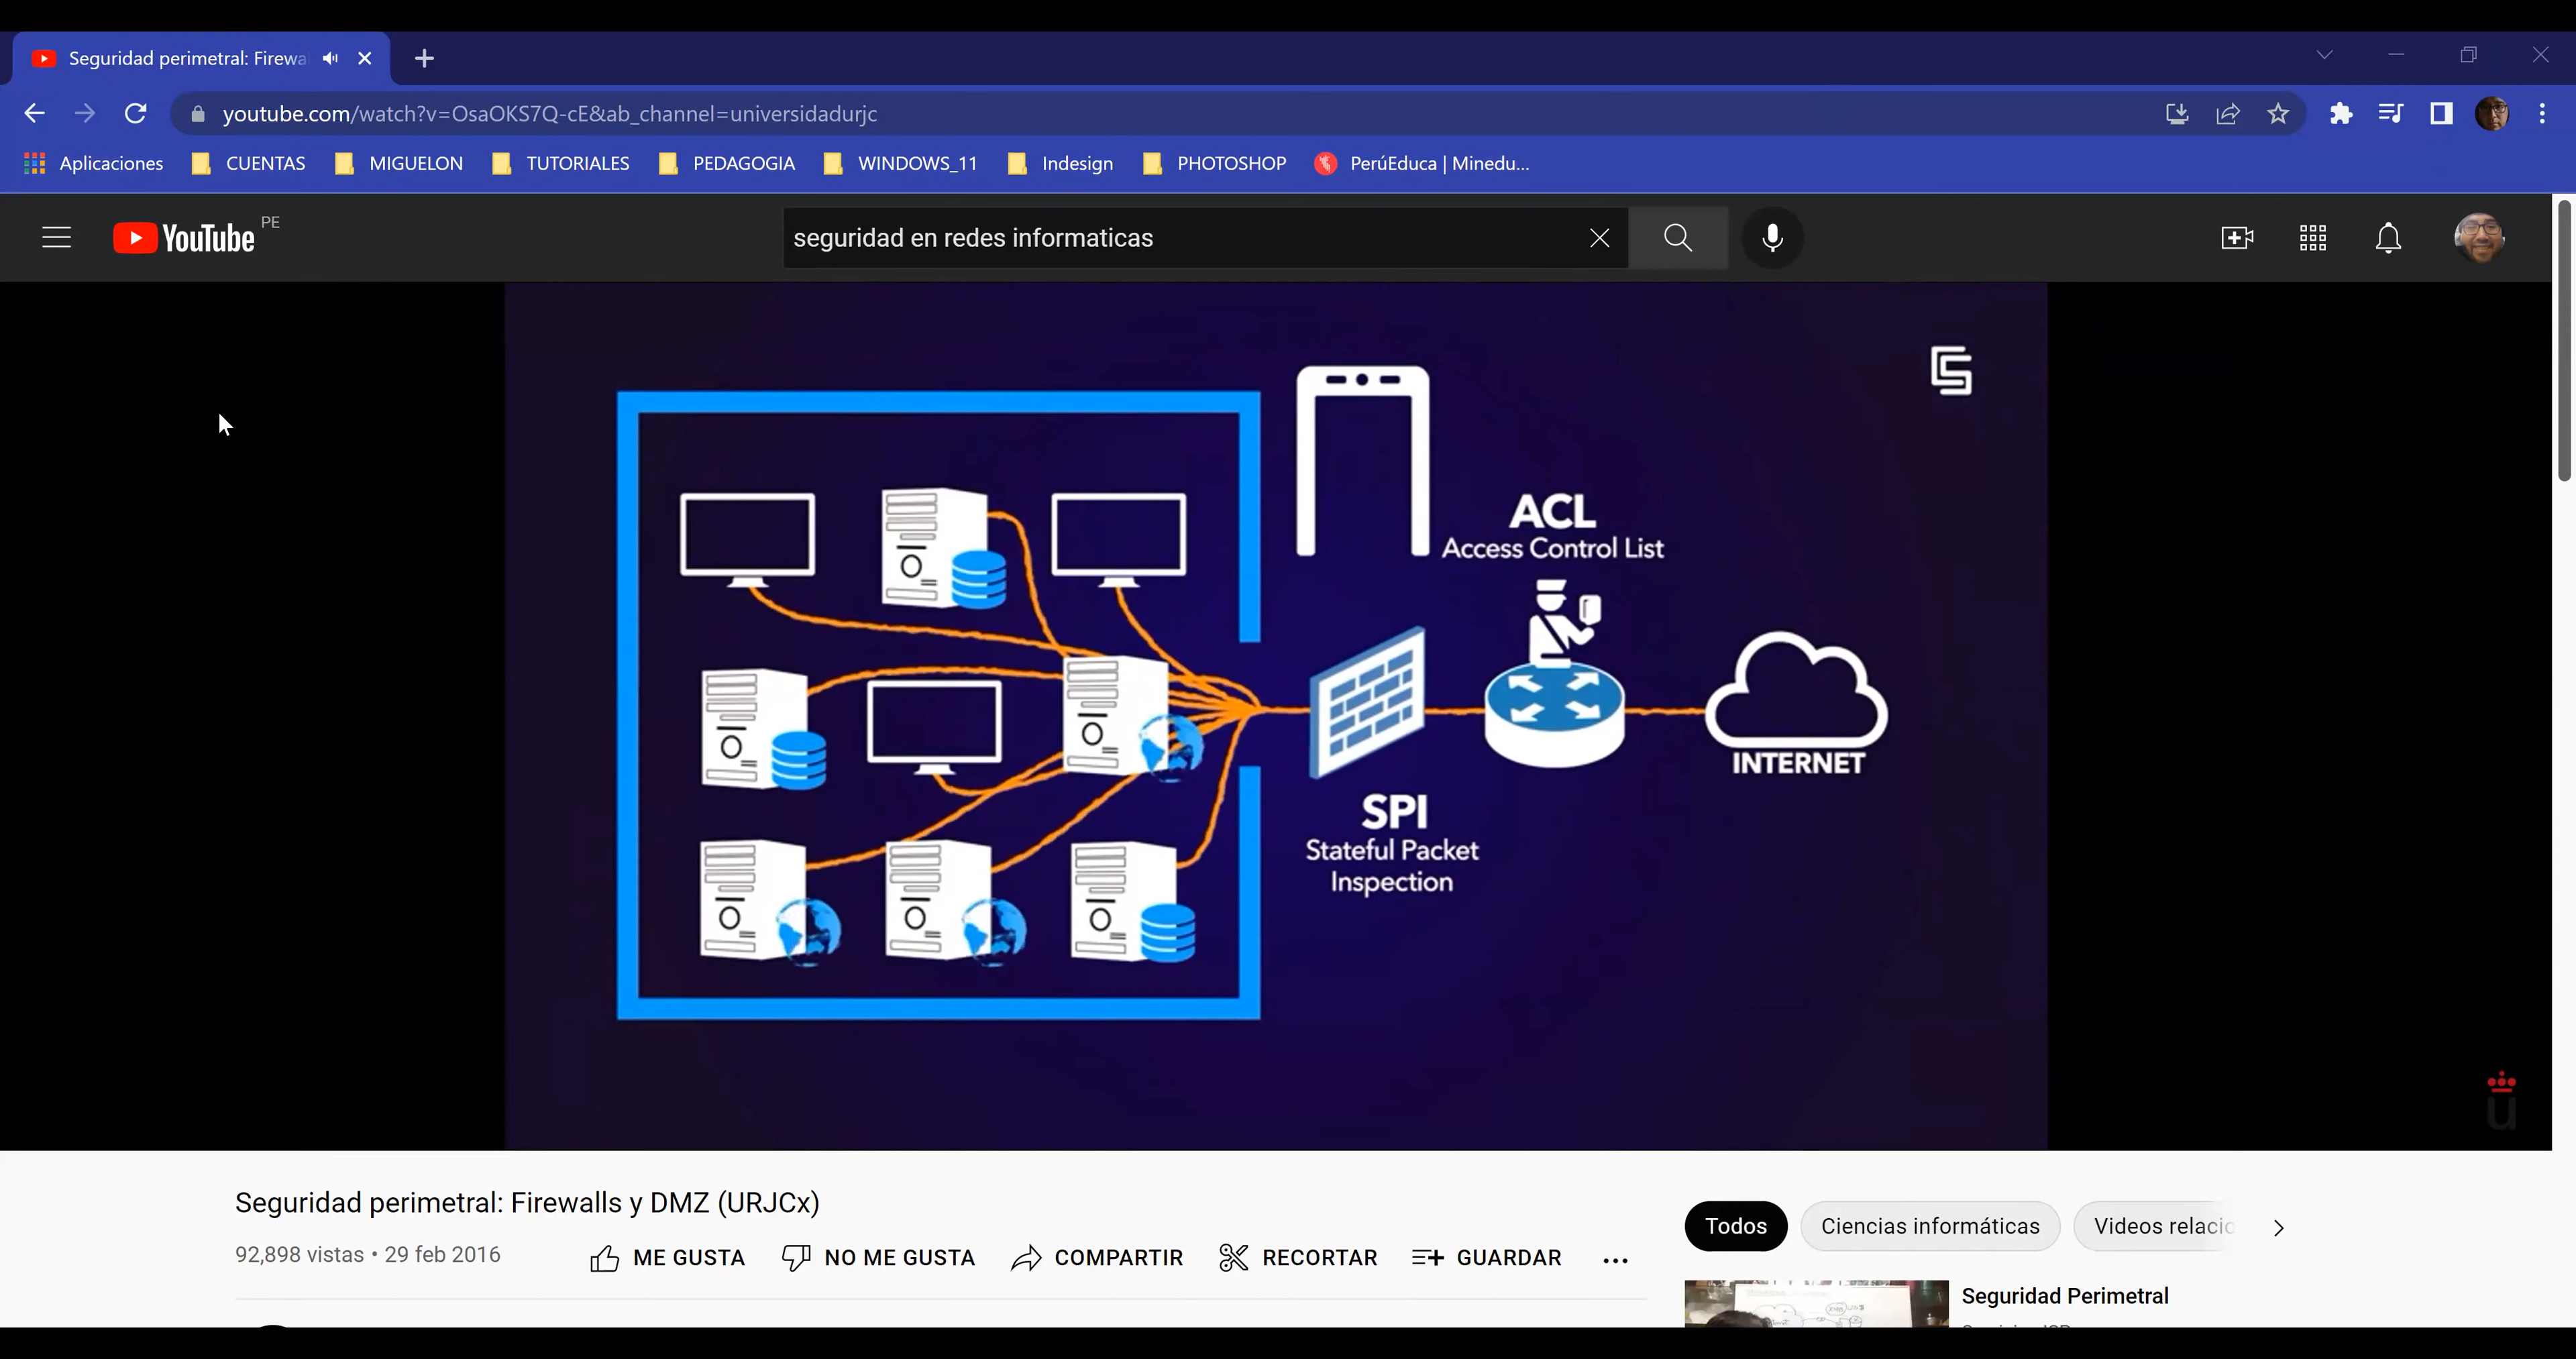 Seguridad perimetral: Firewa
youtube.com/watch?v=OsaOKS7Q-cE&ab_channel=universidadurjc
Aplicaciones CUENTAS MIGUELON TUTORIALES PEDAGOGIA WINDOWS_11 Indesign PHOTOSHOP PerúEduca | Minedu...
YouTube PE
seguridad en redes informaticas
ACL
Access Control List
INTERNET
SPI
Stateful Packet
Inspection
u
Seguridad perimetral: Firewalls y DMZ (URJCx)
92,898 vistas • 29 feb 2016
ME GUSTA NO ME GUSTA COMPARTIR RECORTAR GUARDAR ...
Todos Ciencias informáticas Videos relacio
Seguridad Perimetral